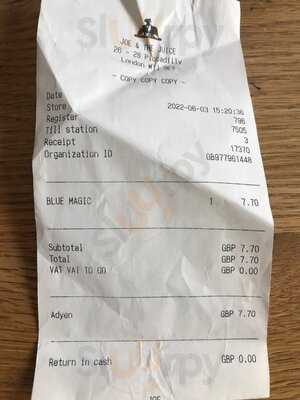 JOE & THE JUICE
26 - 28 Piccadilly
London
- COPY COPY COPY -
Date 2022-06-03 15:20:36
Store 796
Register 7505
Till station 3
Receipt 17370
Organization ID GB977961448
BLUE MAGIC 1 7.70
Subtotal GBP 7.70
Total GBP 7.70
VAT VAT TO GO GBP 0.00
Adyen GBP 7.70
Return in cash GBP 0.00
JOE